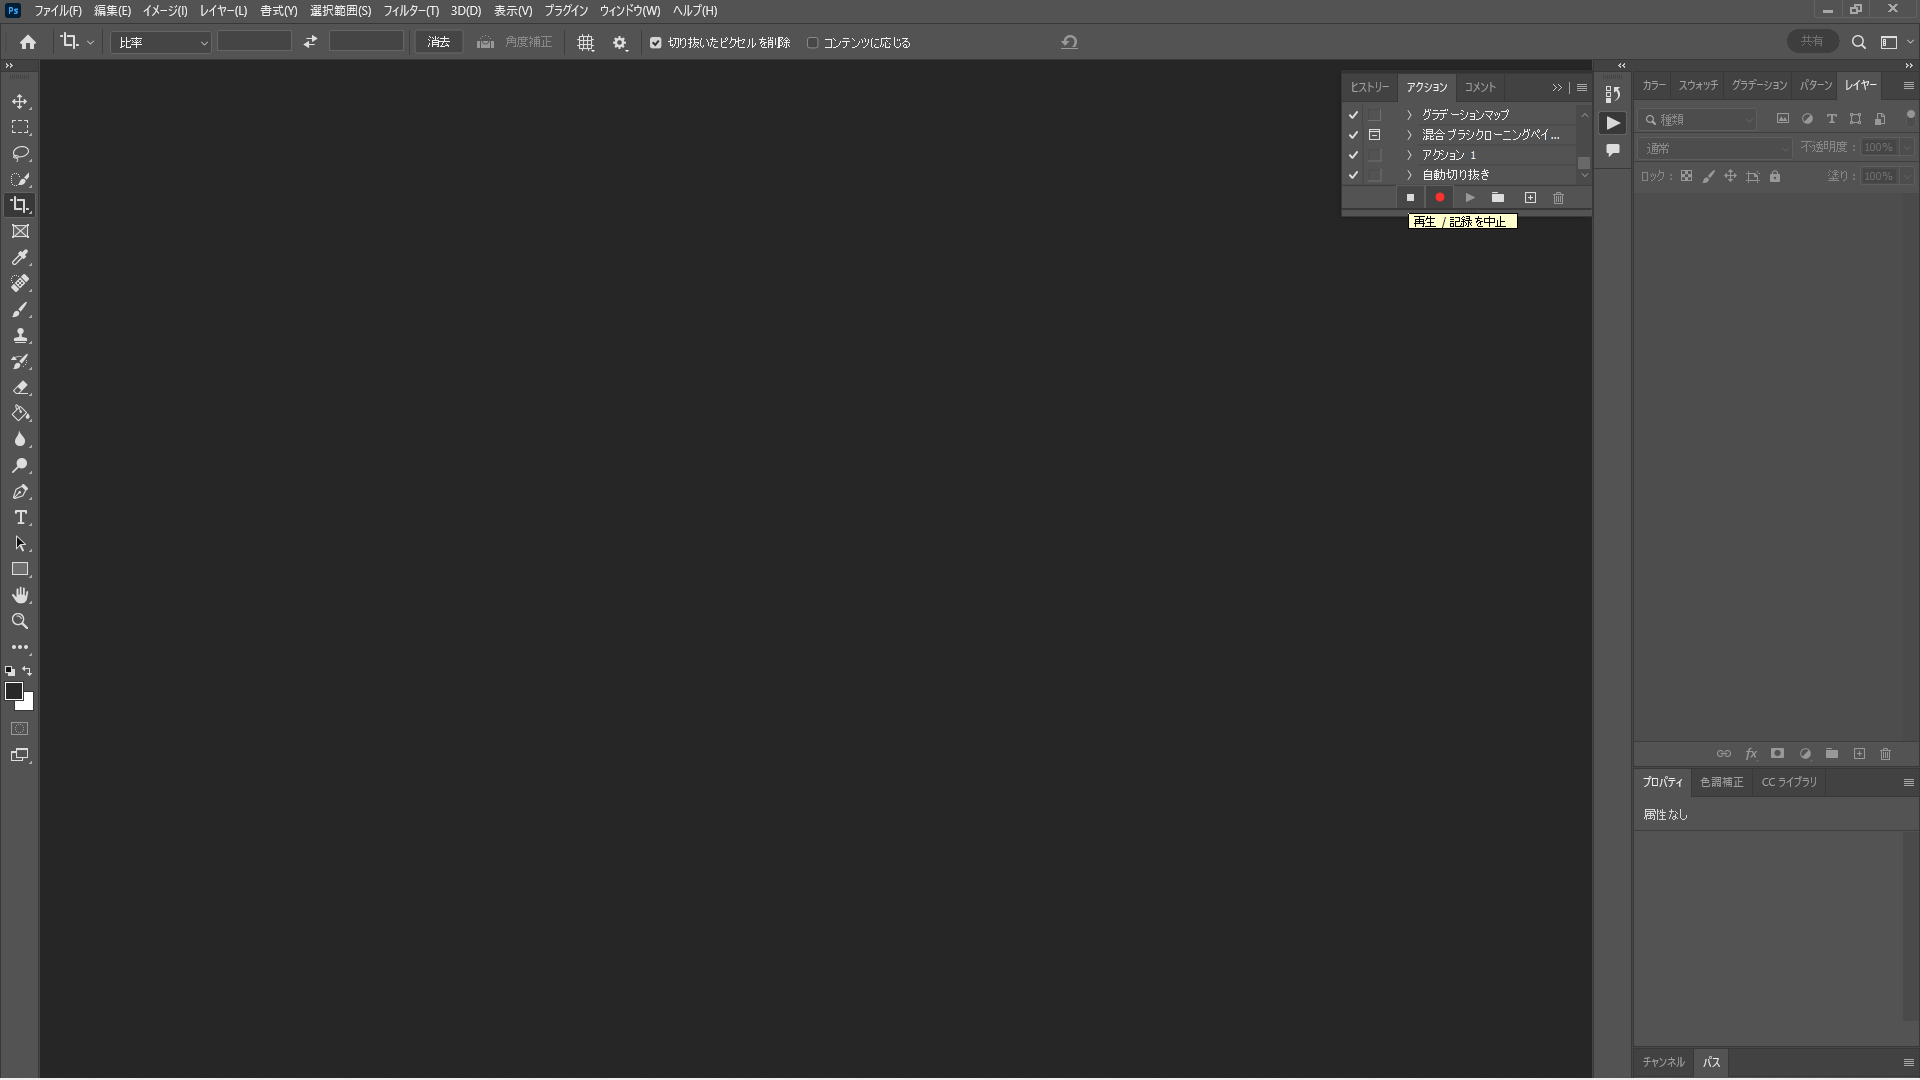 Ps ファイル(F) 編集(E) イメージ(I) レイヤー(L) 書式(Y) 選択範囲(S) フィルター(T) 3D(D) 表示(V) プラグイン ウィンドウ(W) ヘルプ(H)
比率 消去 角度補正 切り抜いたピクセルを削除 コンテンツに応じる 共有
ヒストリー アクション コメント
グラデーションマップ
混合ブラシクローニングペイ...
アクション 1
自動切り抜き
再生 / 記録を中止
カラー スウォッチ グラデーション パターン レイヤー
種類
通常 不透明度: 100%
ロック: 塗り: 100%
fx
プロパティ 色調補正 CC ライブラリ
属性なし
チャンネル パス